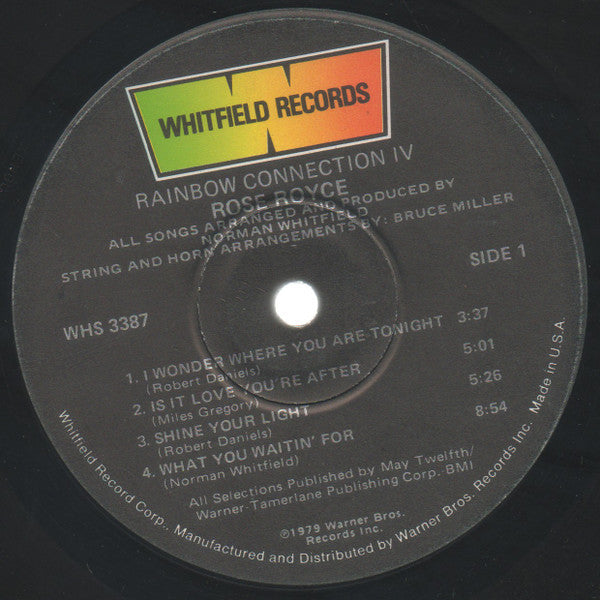 WHITFIELD RECORDS
RAINBOW CONNECTION IV
ROSE ROYCE
ALL SONGS ARRANGED AND PRODUCED BY
NORMAN WHITFIELD
STRING AND HORN ARRANGEMENTS BY: BRUCE MILLER
WHS 3387
SIDE 1
1. I WONDER WHERE YOU ARE TONIGHT 3:37
(Robert Daniels)
2. IS IT LOVE YOU'RE AFTER 5:01
(Miles Gregory)
3. SHINE YOUR LIGHT 5:26
(Robert Daniels)
4. WHAT YOU WAITIN' FOR 8:54
(Norman Whitfield)
All Selections Published by May Twelfth/
Warner-Tamerlane Publishing Corp. BMI
©1979 Warner Bros.
Records Inc.
Whitfield Record Corp., Manufactured and Distributed by Warner Bros. Records Inc. Made in U.S.A.